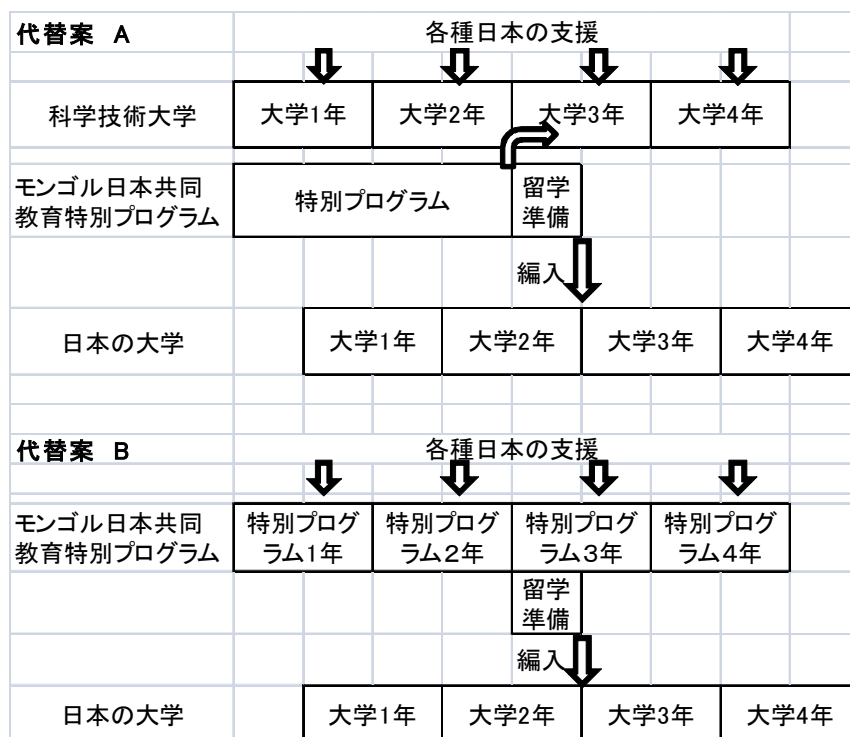 代替案 A
各種日本の支援
科学技術大学
大学1年
大学2年
大学3年
大学4年
モンゴル日本共同
教育特別プログラム
特別プログラム
留学
準備
編入
日本の大学
大学1年
大学2年
大学3年
大学4年
代替案 B
各種日本の支援
モンゴル日本共同
教育特別プログラム
特別プログ
ラム1年
特別プログ
ラム2年
特別プログ
ラム3年
特別プログ
ラム4年
留学
準備
編入
日本の大学
大学1年
大学2年
大学3年
大学4年